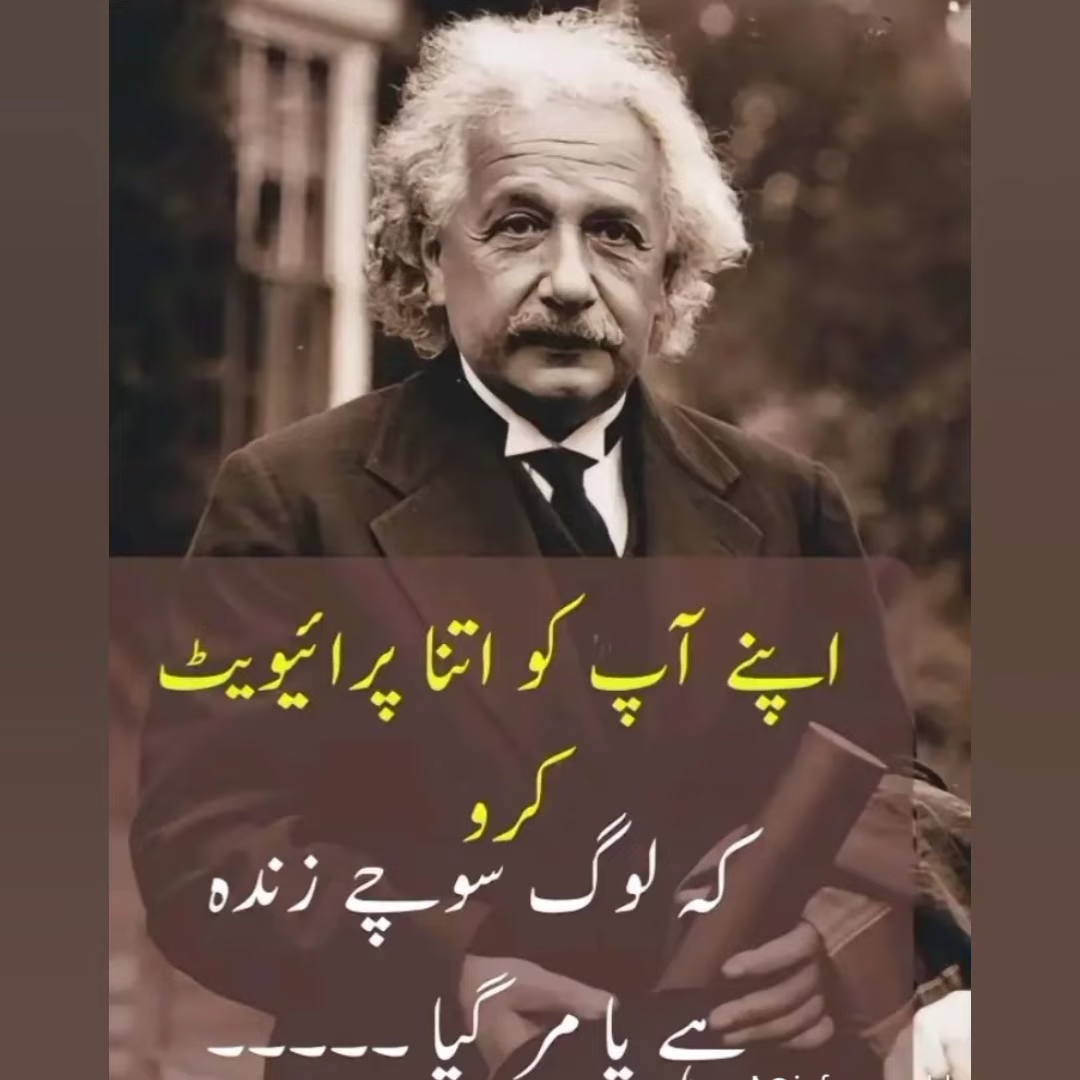 اپنے آپ کو اتنا پرائیویٹ
کرو
کہ لوگ سوچے زندہ
ہے یا مر گیا -----